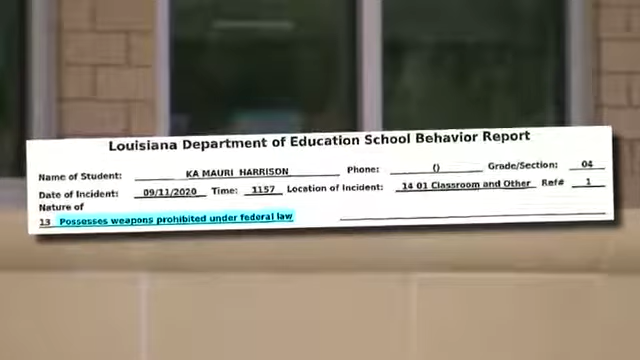 Louisiana Department of Education School Behavior Report
Name of Student: KA MAURI HARRISON Phone: () Grade/Section: 04
Date of Incident: 09/11/2020 Time: 1157 Location of Incident: 14 01 Classroom and Other Ref# 1
Nature of
13 Possesses weapons prohibited under federal law